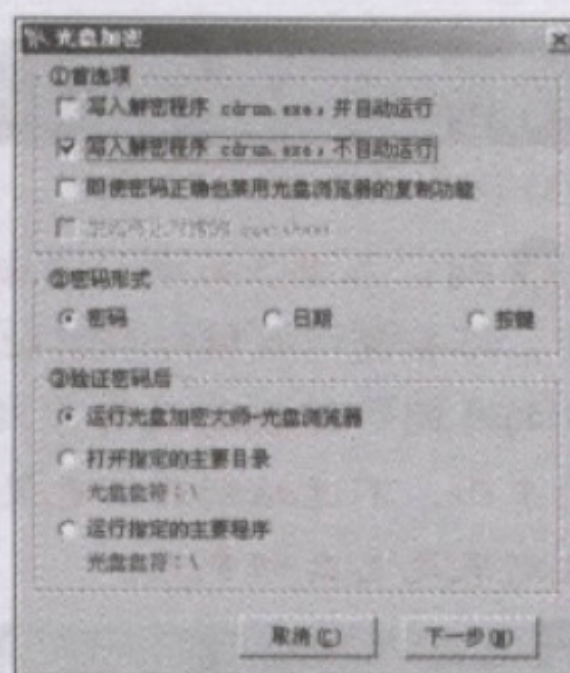 光盘加密
①首选项
写入解密程序 cdrun.exe，并自动运行
写入解密程序 cdrun.exe，不自动运行
即使密码正确也禁用光盘浏览器的复制功能
②密码形式
密码 日期 按键
③验证密码后
运行光盘加密大师-光盘浏览器
打开指定的主要目录
光盘盘符:\
运行指定的主要程序
光盘盘符:\
取消(C) 下一步(N)